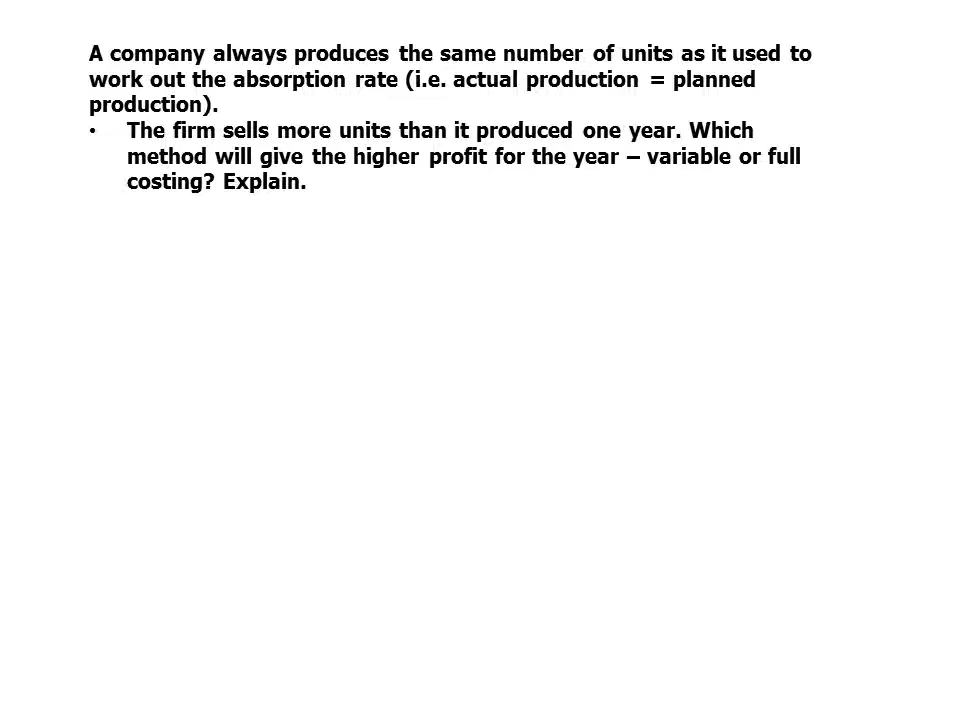 A company always produces the same number of units as it used to
work out the absorption rate (i.e. actual production = planned
production).
• The firm sells more units than it produced one year. Which
method will give the higher profit for the year – variable or full
costing? Explain.